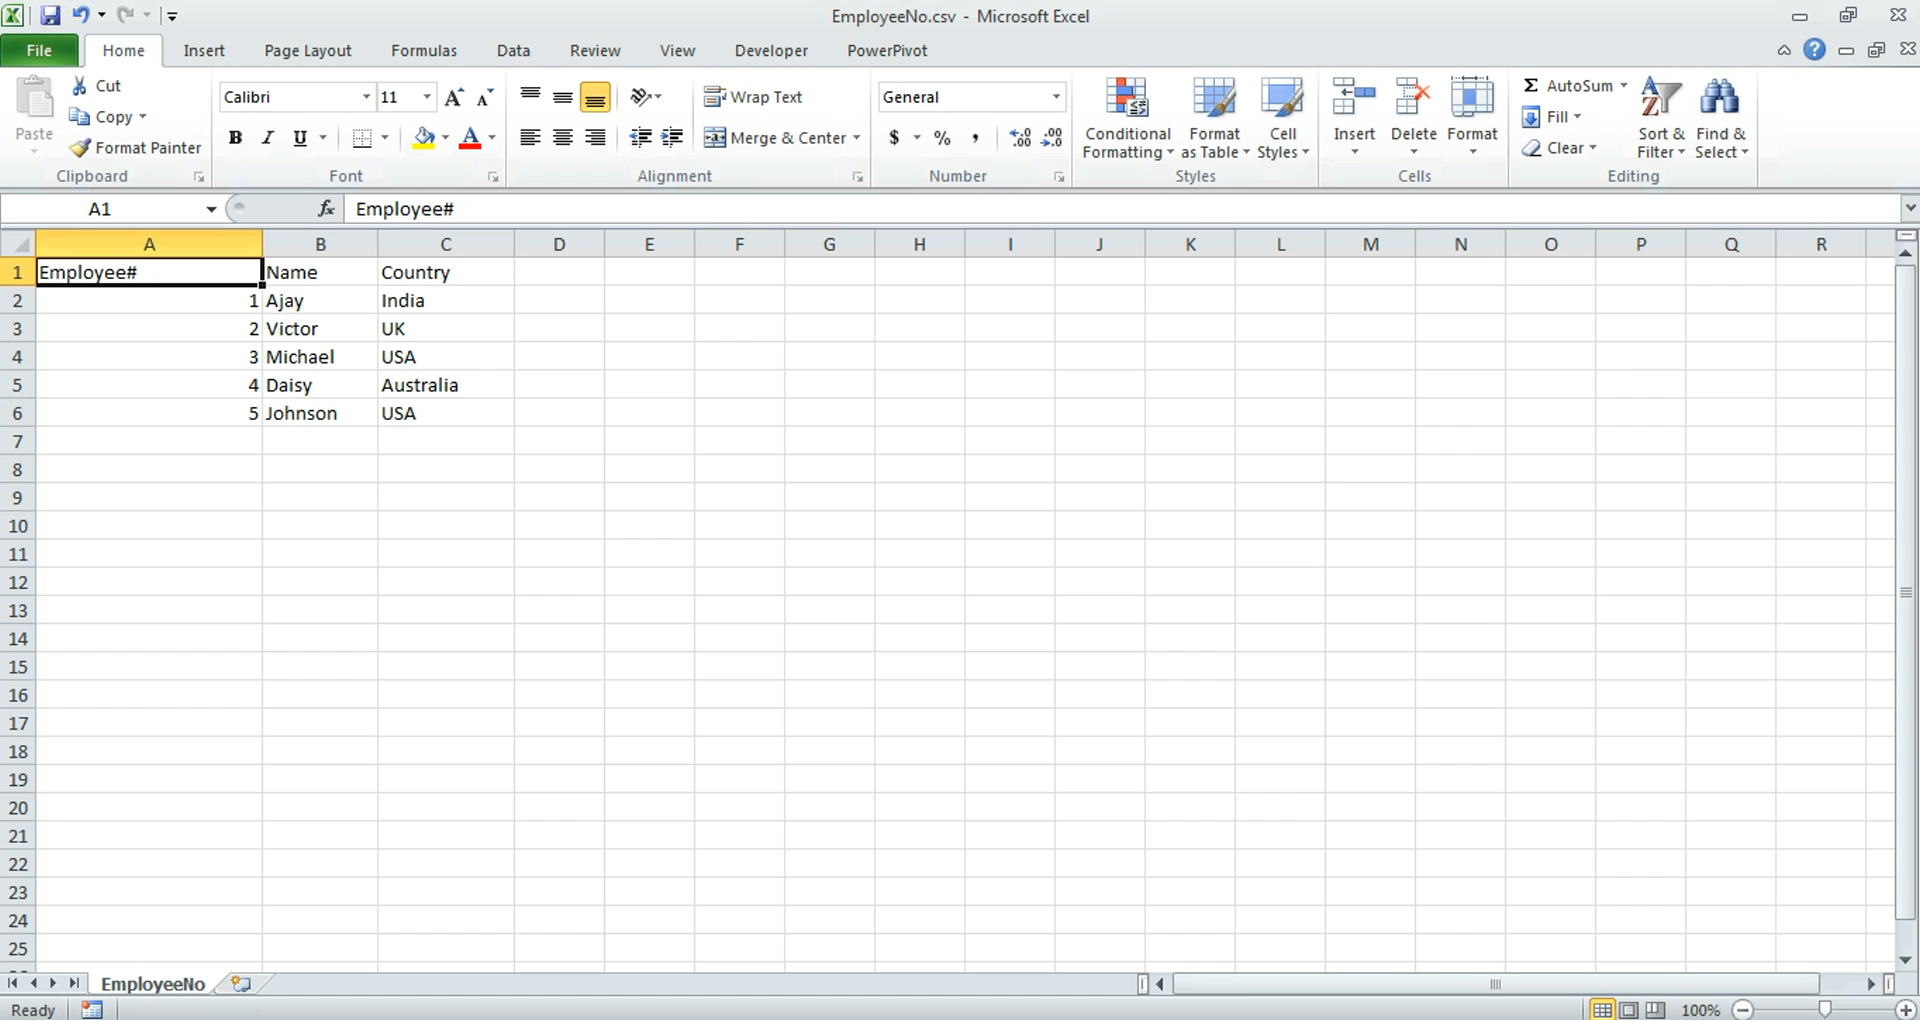 EmployeeNo.csv - Microsoft Excel
File Home Insert Page Layout Formulas Data Review View Developer PowerPivot
Paste
Cut
Copy
Format Painter
Clipboard
Calibri 11
B I U A
Font
Wrap Text
Merge & Center
Alignment
General
$ % ,
Number
Conditional Formatting
Format as Table
Cell Styles
Styles
Insert Delete Format
Cells
Σ AutoSum
Fill
Clear
Sort & Filter
Find & Select
Editing
A1 fx Employee#
A B C D E F G H I J K L M N O P Q R
1 Employee# Name Country
2 1 Ajay India
3 2 Victor UK
4 3 Michael USA
5 4 Daisy Australia
6 5 Johnson USA
7
8
9
10
11
12
13
14
15
16
17
18
19
20
21
22
23
24
25
EmployeeNo
Ready 100%